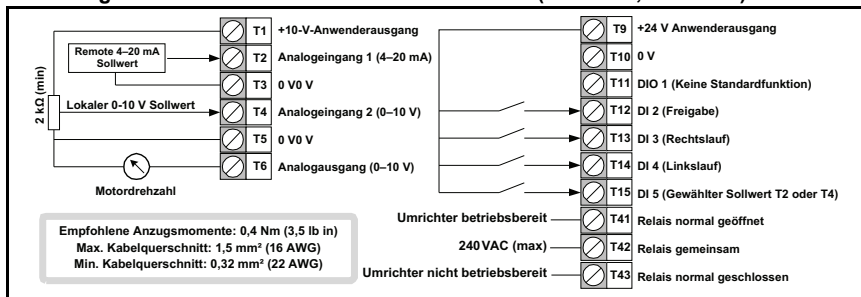 T1 +10-V-Anwenderausgang
Remote 4–20 mA
Sollwert
T2 Analogeingang 1 (4–20 mA)
T3 0 V0 V
2 kΩ (min)
Lokaler 0-10 V Sollwert
T4 Analogeingang 2 (0–10 V)
T5 0 V0 V
T6 Analogausgang (0–10 V)
Motordrehzahl
Empfohlene Anzugsmomente: 0,4 Nm (3,5 lb in)
Max. Kabelquerschnitt: 1,5 mm² (16 AWG)
Min. Kabelquerschnitt: 0,32 mm² (22 AWG)
T9 +24 V Anwenderausgang
T10 0 V
T11 DIO 1 (Keine Standardfunktion)
T12 DI 2 (Freigabe)
T13 DI 3 (Rechtslauf)
T14 DI 4 (Linkslauf)
T15 DI 5 (Gewählter Sollwert T2 oder T4)
Umrichter betriebsbereit T41 Relais normal geöffnet
240 VAC (max) T42 Relais gemeinsam
Umrichter nicht betriebsbereit T43 Relais normal geschlossen